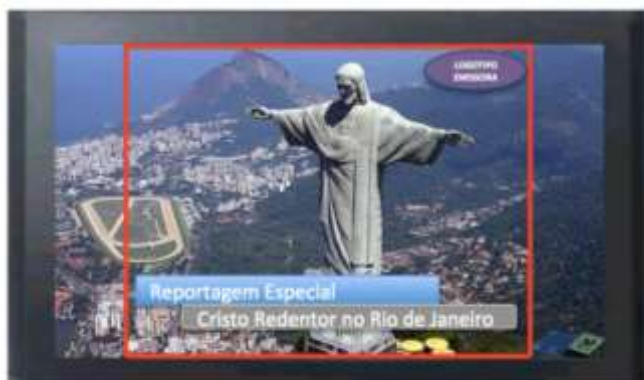 LOGOTIPO
EMISSORA
Reportagem Especial
Cristo Redentor no Rio de Janeiro